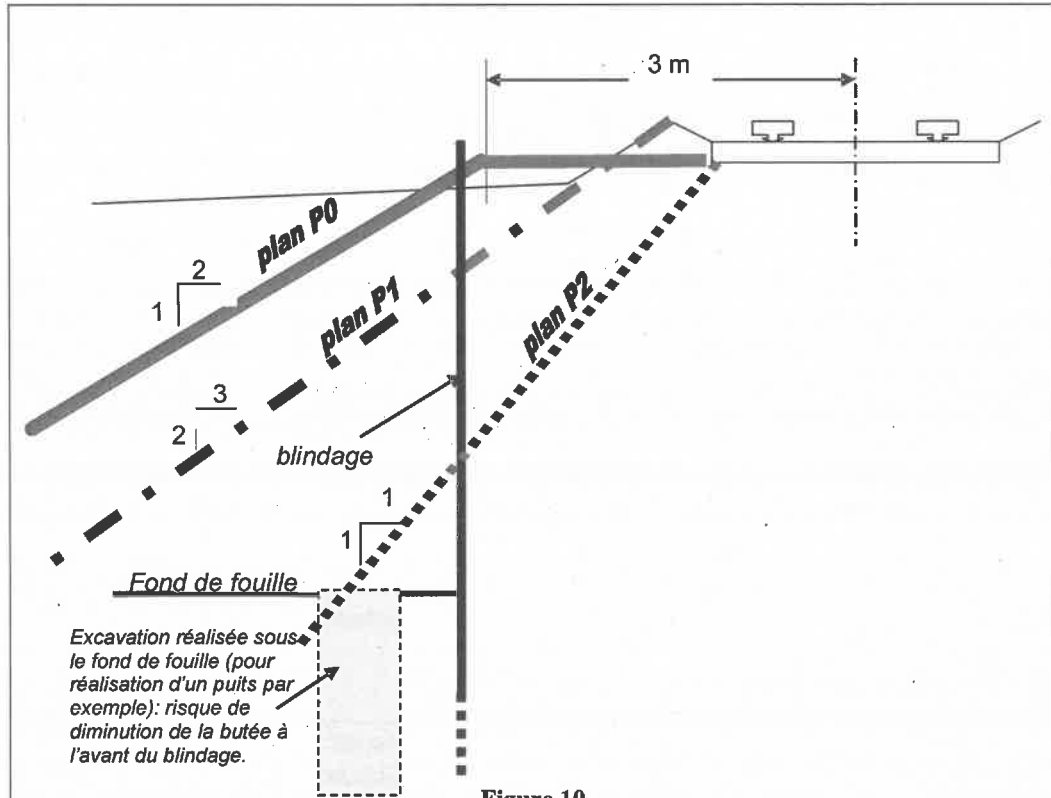 3 m
plan P0
2
1
plan P1
plan P2
3
2
blindage
1
1
Fond de fouille
Excavation réalisée sous
le fond de fouille (pour
réalisation d'un puits par
exemple): risque de
diminution de la butée à
l'avant du blindage.
Figure 10